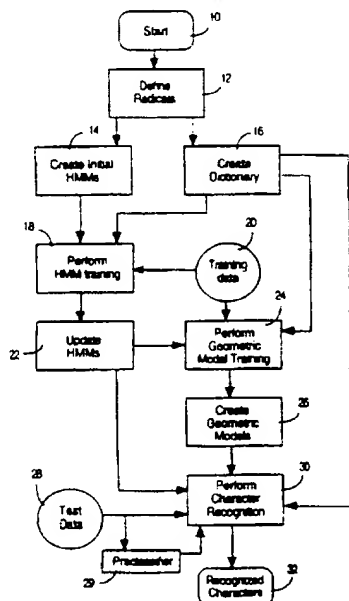 10
Start
12
Define
Radicals
14
16
Create Initial
HMMs
Create
Dictionary
18
20
Perform
HMM training
Training
data
24
22
Update
HMMs
Perform
Geometric
Model Training
26
Create
Geometric
Models
28
30
Test
Data
Perform
Character
Recognition
29
Preclassifier
32
Recognized
Characters